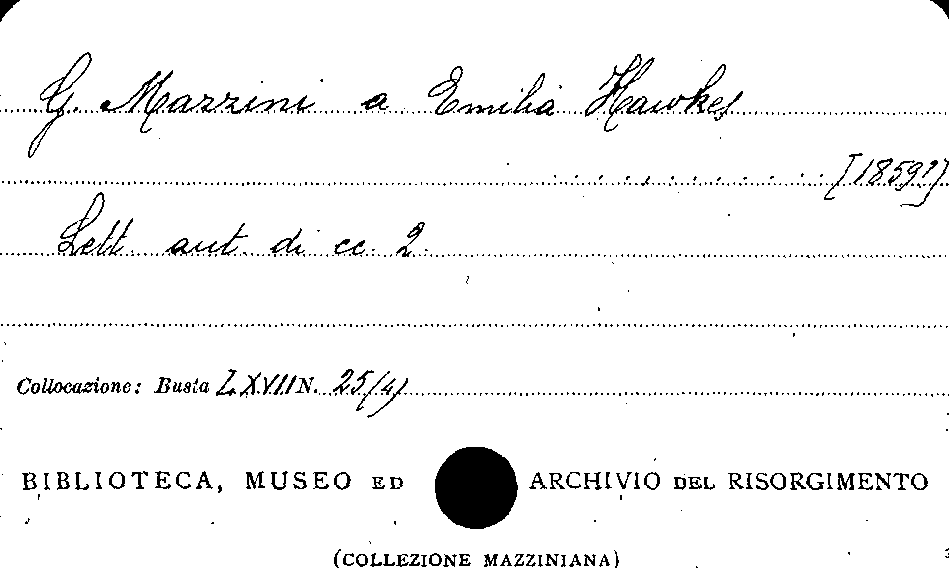 G. Mazzini a Emilia Hawkes
[1859?]
Lett. aut. di cc. 2.
Collocazione: Busta LXVII N. 25(4)
BIBLIOTECA, MUSEO ED ARCHIVIO DEL RISORGIMENTO
(COLLEZIONE MAZZINIANA)